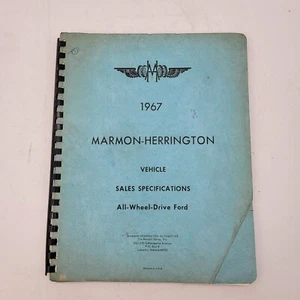 M
1967
MARMON-HERRINGTON
VEHICLE
SALES SPECIFICATIONS
All-Wheel-Drive Ford